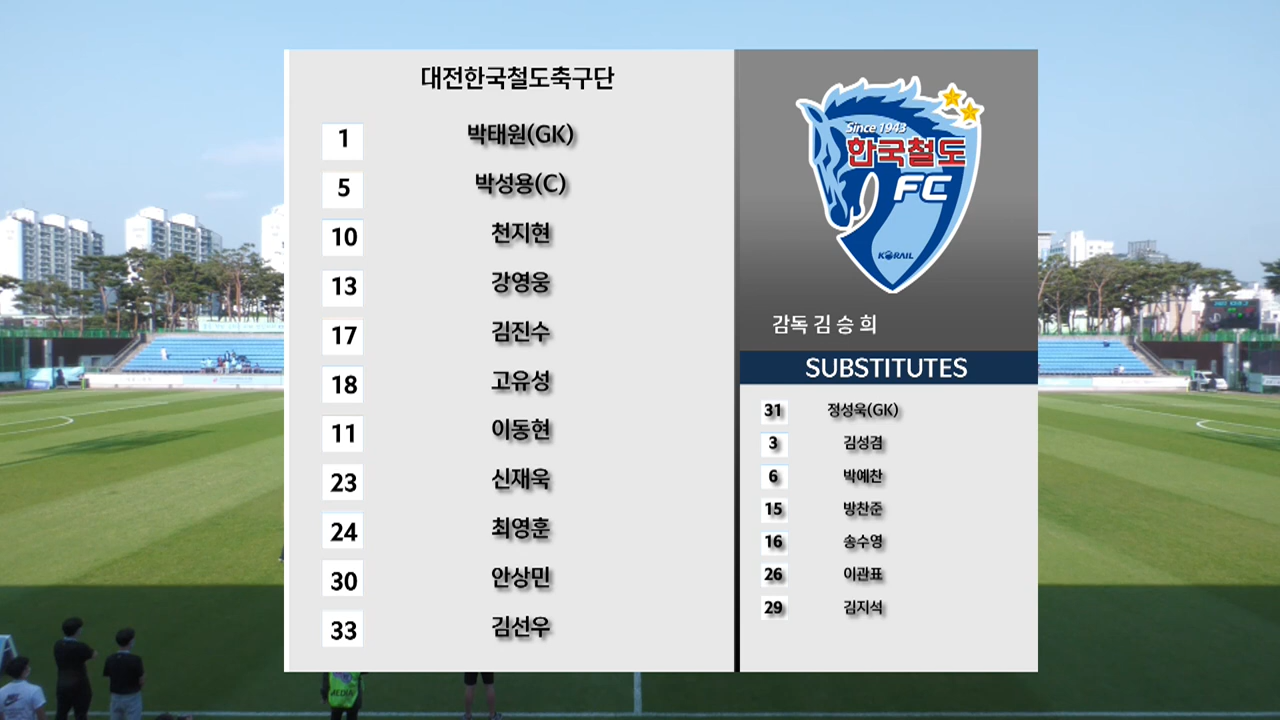 대전한국철도축구단
1 박태원(GK)
5 박성용(C)
10 천지현
13 강영웅
17 김진수
18 고유성
11 이동현
23 신재욱
24 최영훈
30 안상민
33 김선우
Since 1943
한국철도
FC
KORAIL
감독 김 승 희
SUBSTITUTES
31 정성욱(GK)
3 김성겸
6 박예찬
15 방찬준
16 송수영
26 이관표
29 김지석
MEDIA